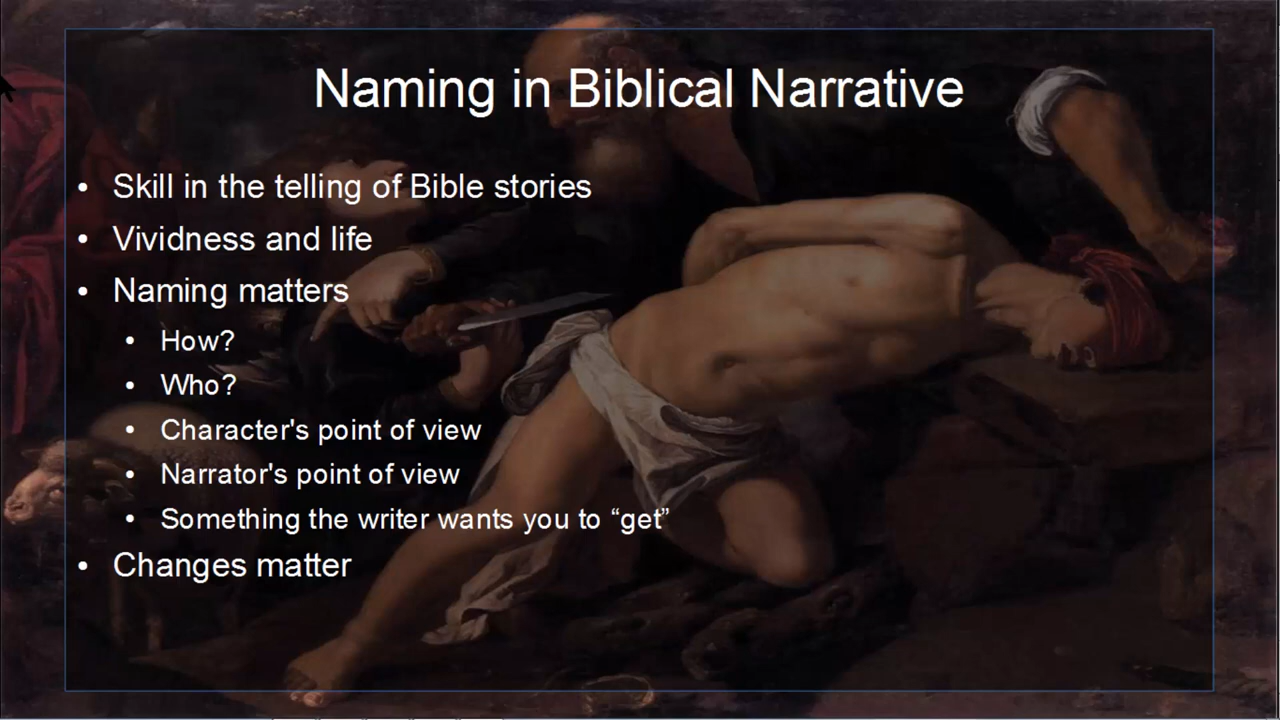 Naming in Biblical Narrative
• Skill in the telling of Bible stories
• Vividness and life
• Naming matters
• How?
• Who?
• Character's point of view
• Narrator's point of view
• Something the writer wants you to “get”
• Changes matter